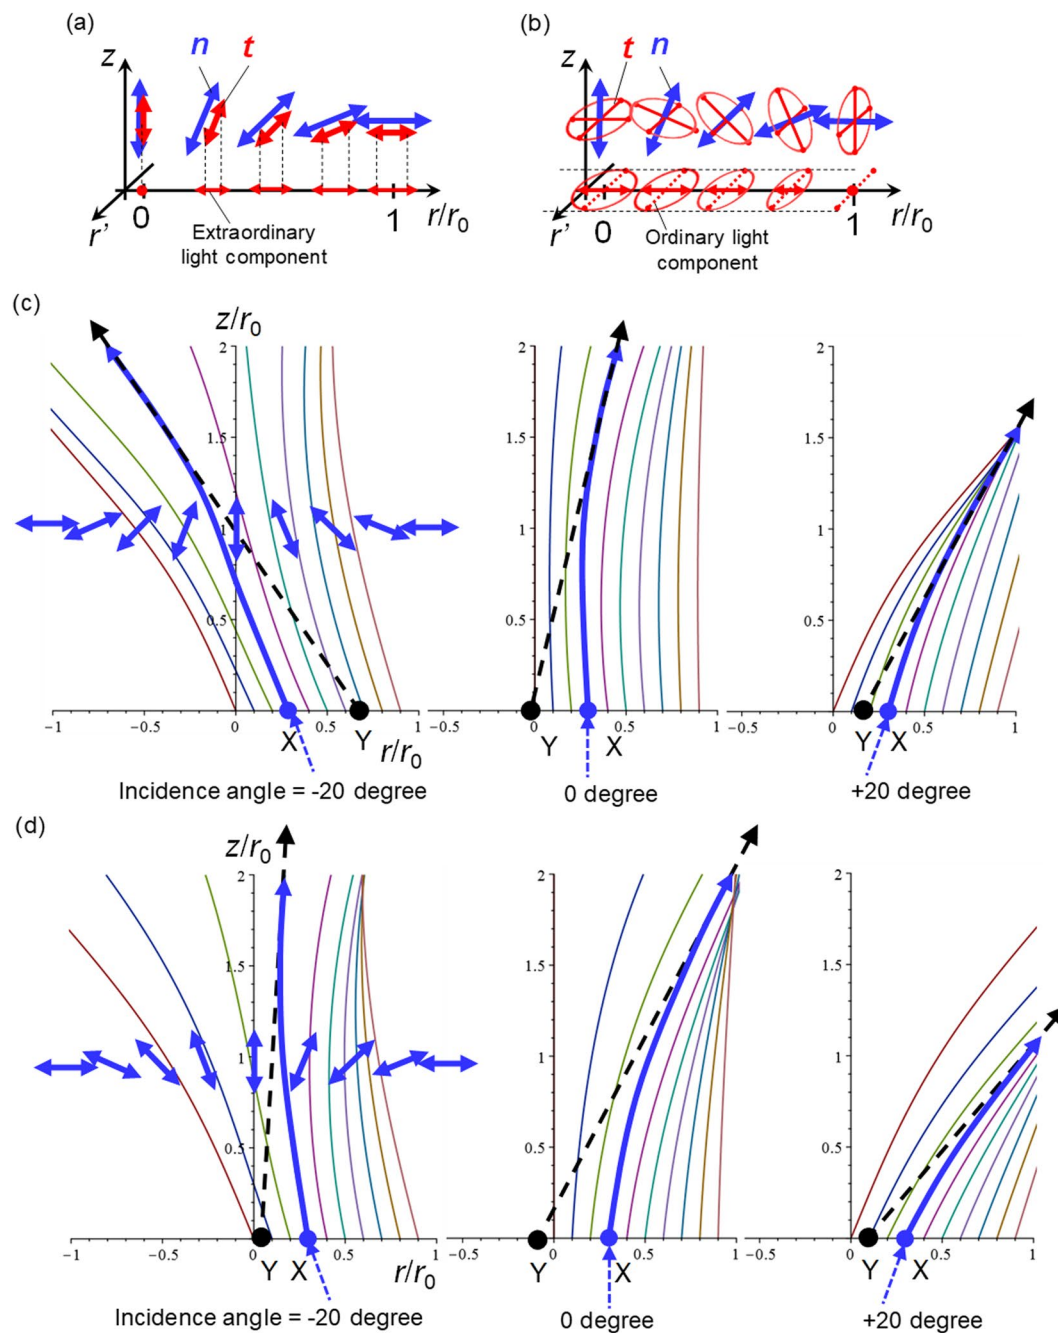 (a)
z
n
t
0
1
r/r0
r'
Extraordinary
light component
(b)
z
t
n
0
1
r/r0
r'
Ordinary light
component
(c)
z/r0
2
1.5
1
0.5
-1
-0.5
0
0.5
1
X
Y
r/r0
Incidence angle = -20 degree
2
1.5
1
0.5
-0.5
0
0.5
1
Y
X
0 degree
2
1.5
1
0.5
-0.5
0
0.5
1
Y
X
+20 degree
(d)
z/r0
2
1.5
1
0.5
-1
-0.5
0
0.5
1
Y
X
r/r0
Incidence angle = -20 degree
2
1.5
1
0.5
-0.5
0
0.5
1
Y
X
0 degree
2
1.5
1
0.5
-0.5
0
0.5
1
Y
X
+20 degree